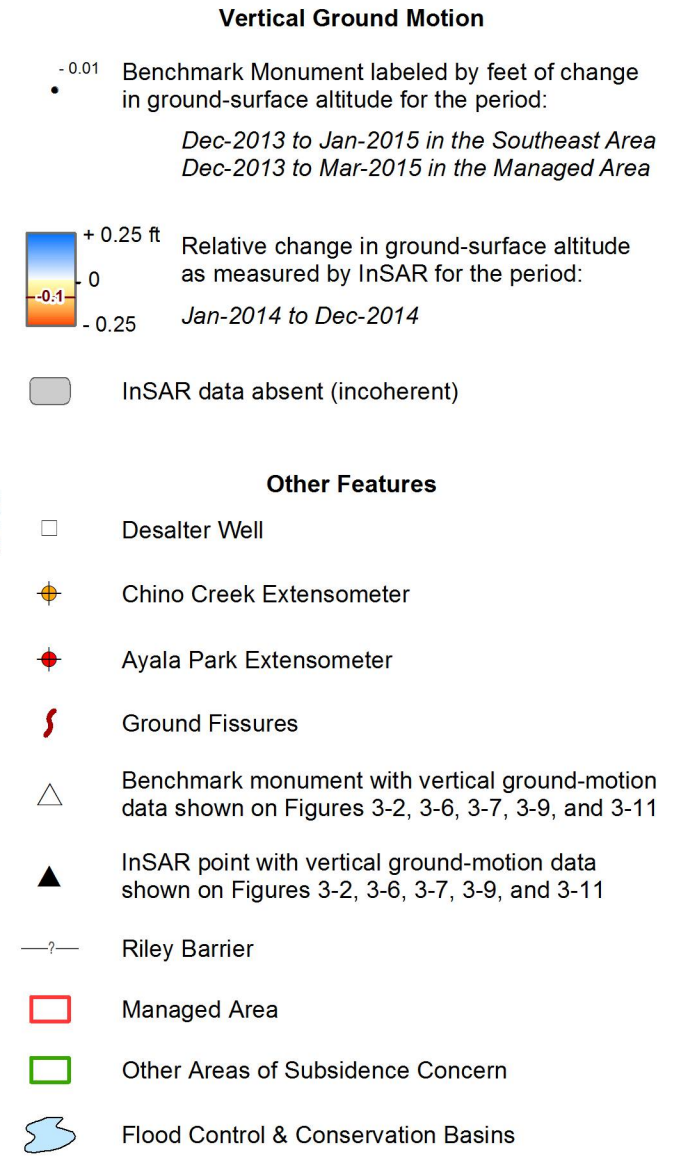 Vertical Ground Motion
- 0.01
Benchmark Monument labeled by feet of change
in ground-surface altitude for the period:
Dec-2013 to Jan-2015 in the Southeast Area
Dec-2013 to Mar-2015 in the Managed Area
+ 0.25 ft
- 0
-0.1
- 0.25
Relative change in ground-surface altitude
as measured by InSAR for the period:
Jan-2014 to Dec-2014
InSAR data absent (incoherent)
Other Features
Desalter Well
Chino Creek Extensometer
Ayala Park Extensometer
Ground Fissures
Benchmark monument with vertical ground-motion
data shown on Figures 3-2, 3-6, 3-7, 3-9, and 3-11
InSAR point with vertical ground-motion data
shown on Figures 3-2, 3-6, 3-7, 3-9, and 3-11
?
Riley Barrier
Managed Area
Other Areas of Subsidence Concern
Flood Control & Conservation Basins